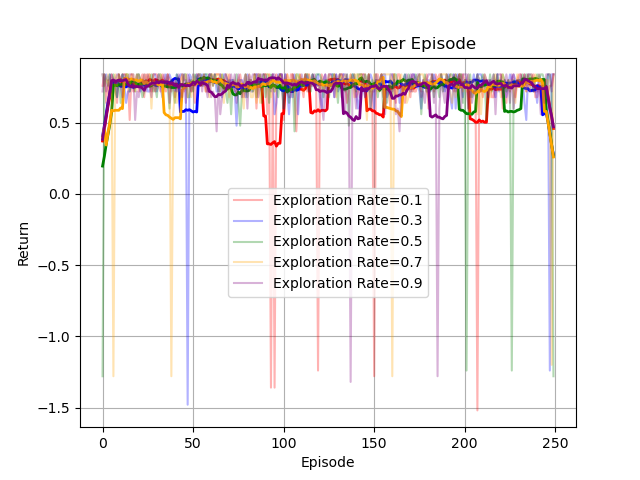 DQN Evaluation Return per Episode
Return
0.5
0.0
−0.5
−1.0
−1.5
Exploration Rate=0.1
Exploration Rate=0.3
Exploration Rate=0.5
Exploration Rate=0.7
Exploration Rate=0.9
0 50 100 150 200 250
Episode